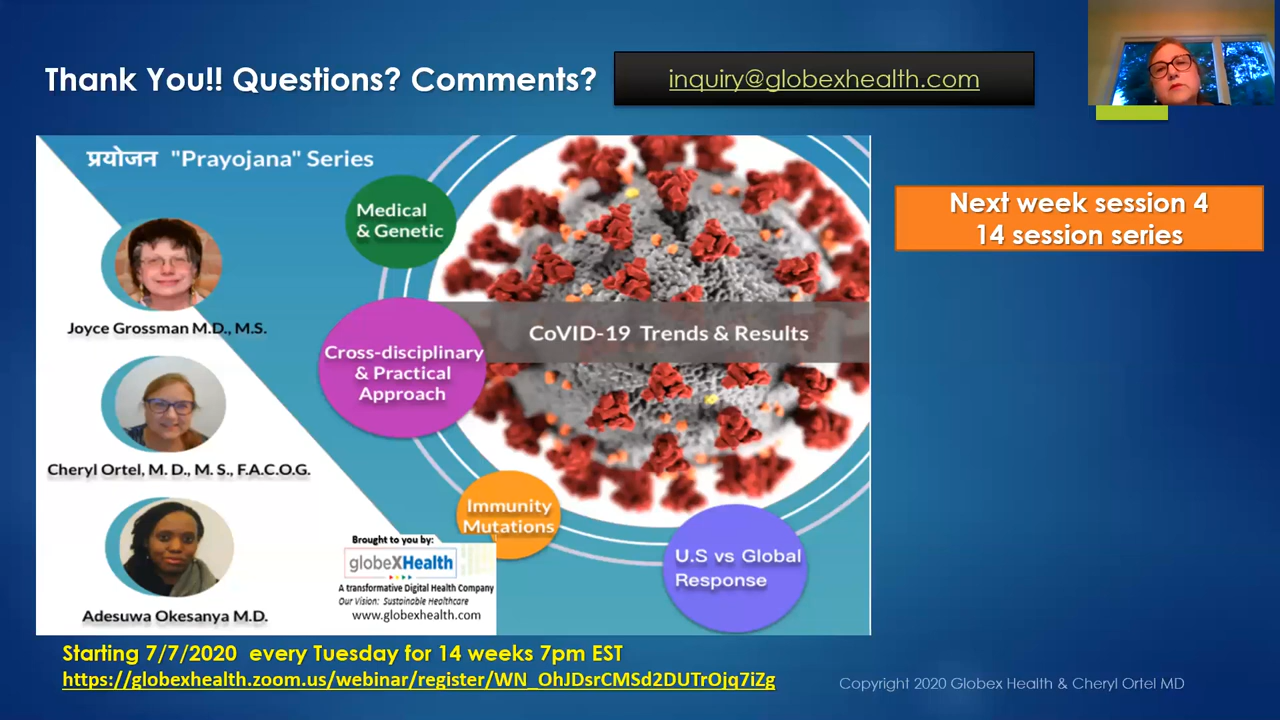 Thank You!! Questions? Comments?
inquiry@globexhealth.com
Next week session 4
14 session series
प्रयोजन "Prayojana" Series
Medical
& Genetic
Joyce Grossman M.D., M.S.
CoVID-19 Trends & Results
Cross-disciplinary
& Practical
Approach
Cheryl Ortel, M. D., M. S., F.A.C.O.G.
Immunity
Mutations
Brought to you by:
globeXHealth
A transformative Digital Health Company
Our Vision: Sustainable Healthcare
www.globexhealth.com
U.S vs Global
Response
Adesuwa Okesanya M.D.
Starting 7/7/2020 every Tuesday for 14 weeks 7pm EST
https://globexhealth.zoom.us/webinar/register/WN_OhJDsrCMSd2DUTrOjq7iZg
Copyright 2020 Globex Health & Cheryl Ortel MD